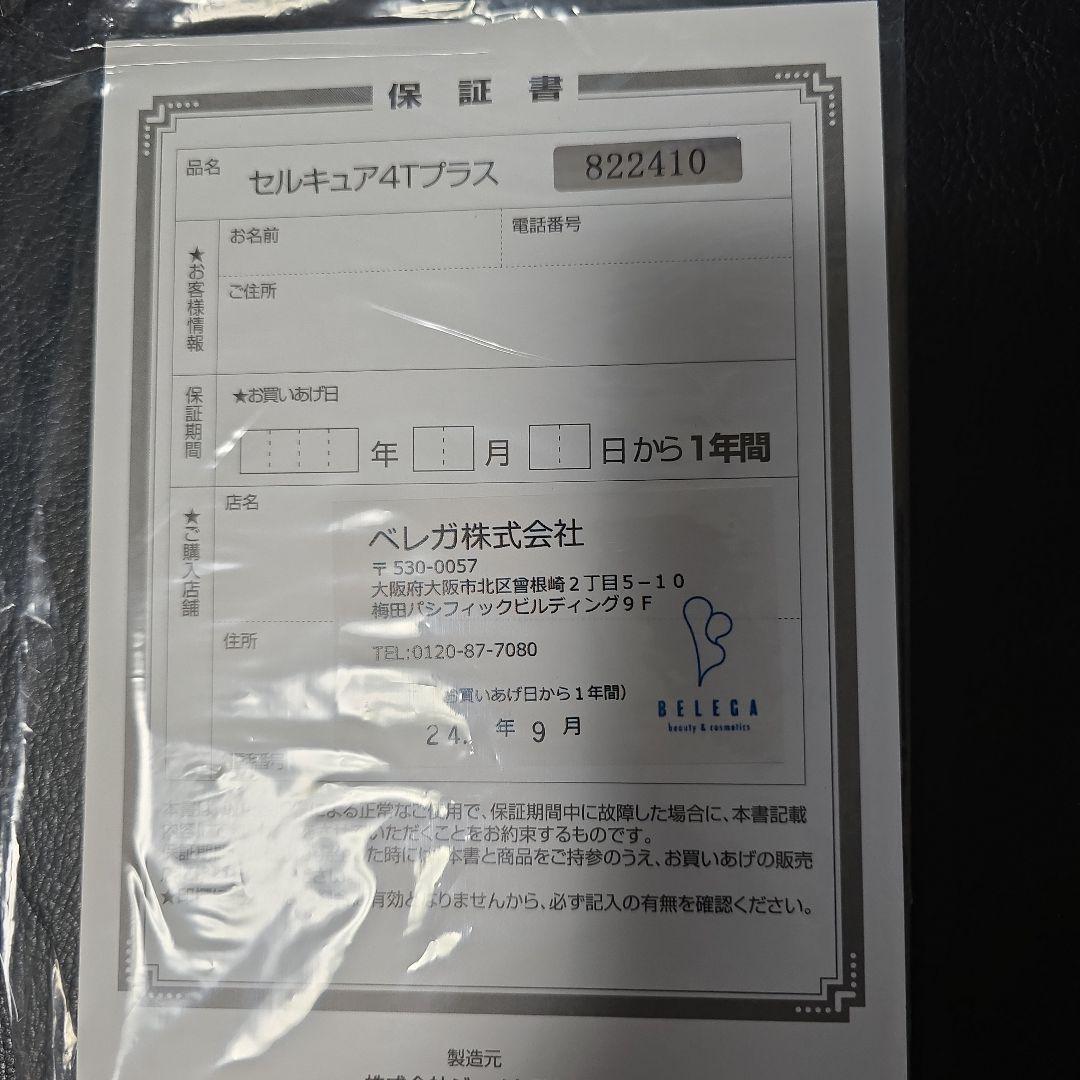 保証書
品名 セルキュア4Tプラス 822410
★お客様情報
お名前
電話番号
ご住所
保証期間
★お買いあげ日
年 月 日から1年間
★ご購入店舗
店名
ベレガ株式会社
〒530-0057
大阪府大阪市北区曾根崎2丁目5-10
梅田パシフィックビルディング9F
住所
TEL:0120-87-7080
お買いあげ日から1年間)
24. 年 9 月
BELEGA
beauty & cosmetics
による正常なご使用で、保証期間中に故障した場合に、本書記載
いただくことをお約束するものです。
た時には、本書と商品をご持参のうえ、お買いあげの販売
有効となりませんから、必ず記入の有無を確認ください。
製造元